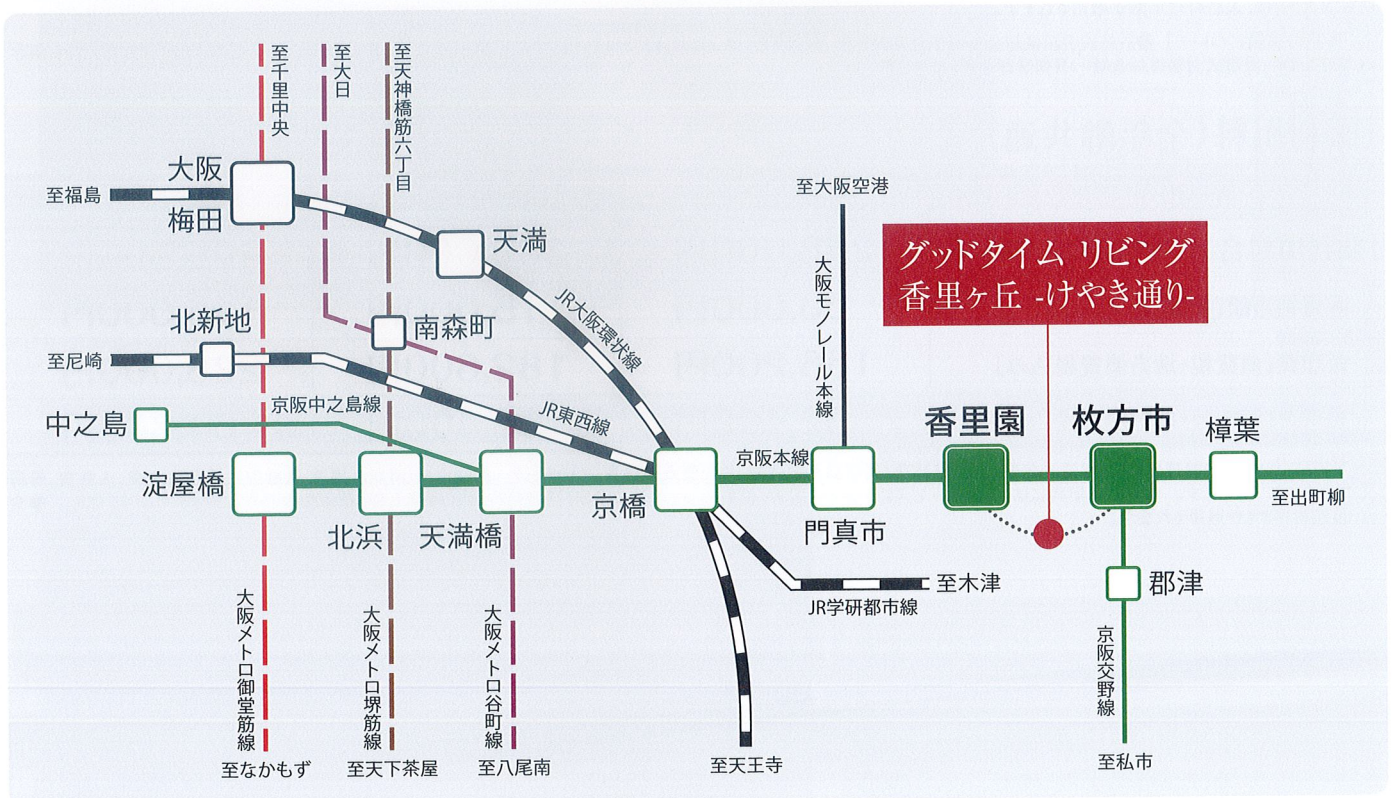 至千里中央
至大日
至天神橋筋六丁目
大阪
梅田
至福島
天満
至大阪空港
グッドタイム リビング
香里ヶ丘 -けやき通り-
大阪モノレール本線
JR大阪環状線
北新地
南森町
至尼崎
京阪中之島線
JR東西線
中之島
香里園
枚方市
樟葉
京阪本線
淀屋橋
北浜
天満橋
京橋
門真市
至出町柳
至木津
JR学研都市線
郡津
京阪交野線
大阪メトロ御堂筋線
大阪メトロ堺筋線
大阪メトロ谷町線
至なかもず
至天下茶屋
至八尾南
至天王寺
至私市